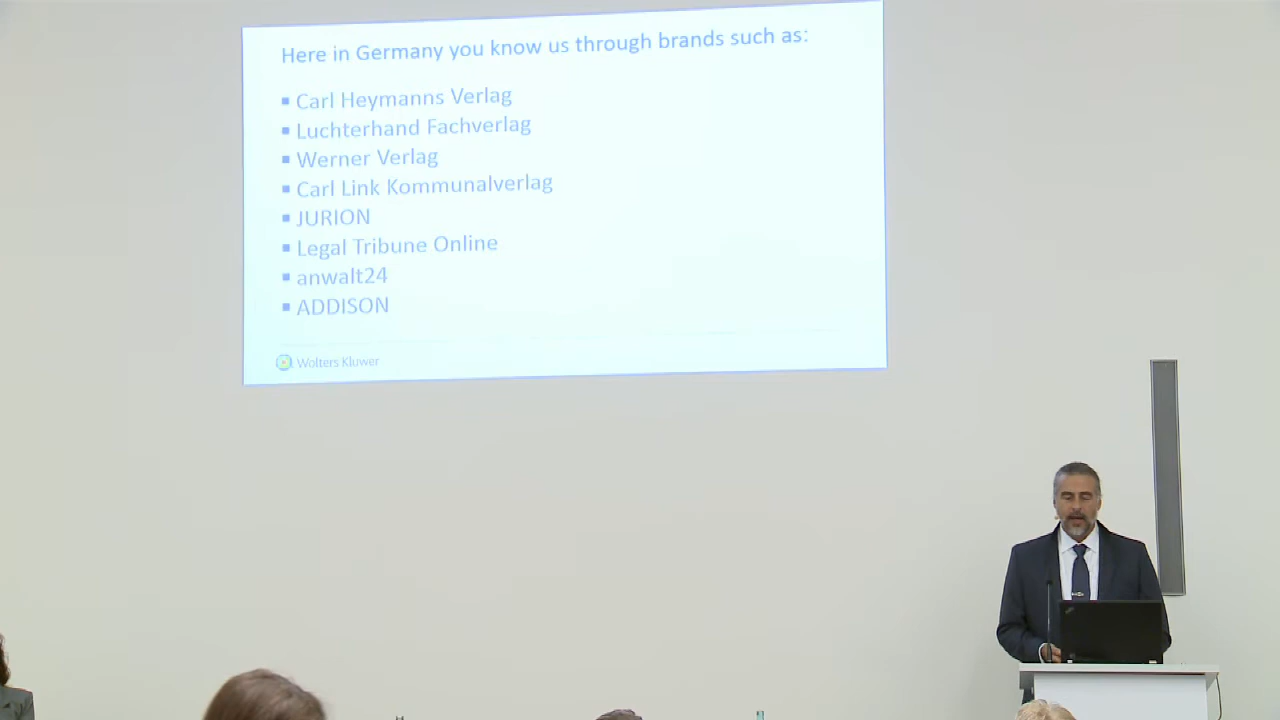 Here in Germany you know us through brands such as:
▪ Carl Heymanns Verlag
▪ Luchterhand Fachverlag
▪ Werner Verlag
▪ Carl Link Kommunalverlag
▪ JURION
▪ Legal Tribune Online
▪ anwalt24
▪ ADDISON
Wolters Kluwer